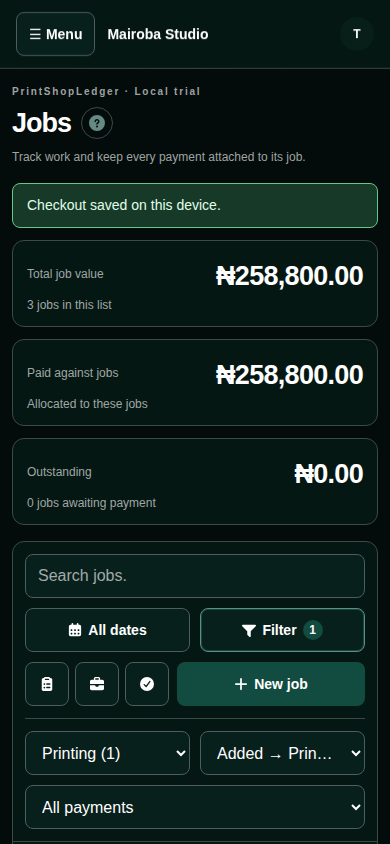 ☰ Menu
Mairoba Studio
T
PrintShopLedger · Local trial
Jobs
?
Track work and keep every payment attached to its job.
Checkout saved on this device.
Total job value
₦258,800.00
3 jobs in this list
Paid against jobs
₦258,800.00
Allocated to these jobs
Outstanding
₦0.00
0 jobs awaiting payment
Search jobs.
All dates
Filter 1
+ New job
Printing (1)
Added → Prin…
All payments